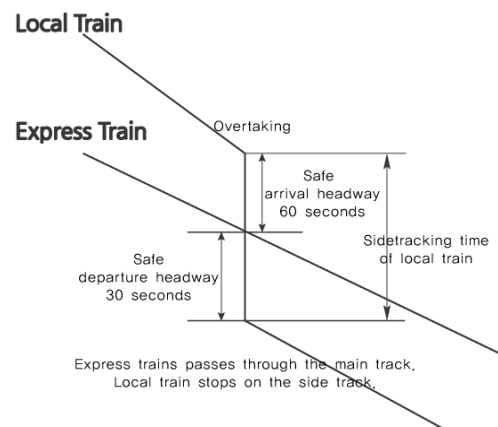 Local Train
Overtaking
Express Train
Safe
arrival headway
60 seconds
Sidetracking time
of local train
Safe
departure headway
30 seconds
Express trains passes through the main track.
Local train stops on the side track.